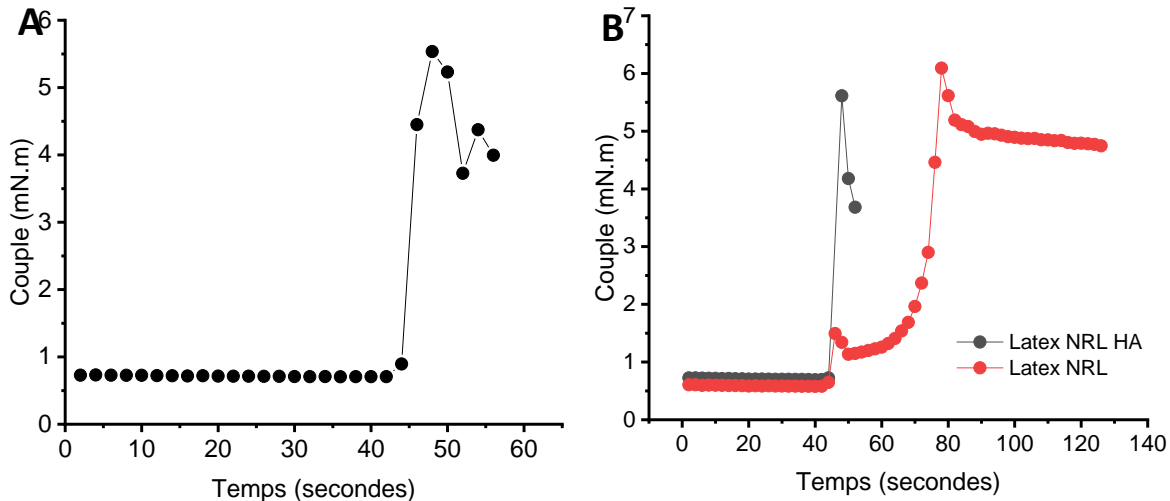 A
Couple (mN.m)
6
5
4
3
2
1
0
0 10 20 30 40 50 60
Temps (secondes)
B
Couple (mN.m)
7
6
5
4
3
2
1
0
Latex NRL HA
Latex NRL
0 20 40 60 80 100 120 140
Temps (secondes)